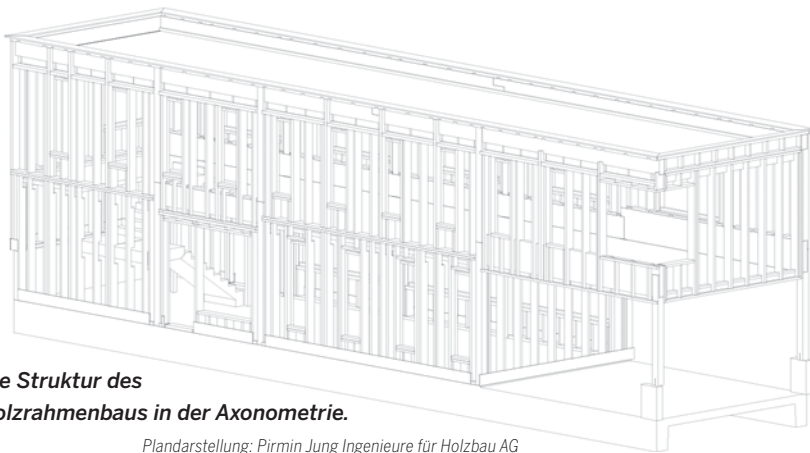 e Struktur des
olzrahmenbaus in der Axonometrie.
Plandarstellung: Pirmin Jung Ingenieure für Holzbau AG